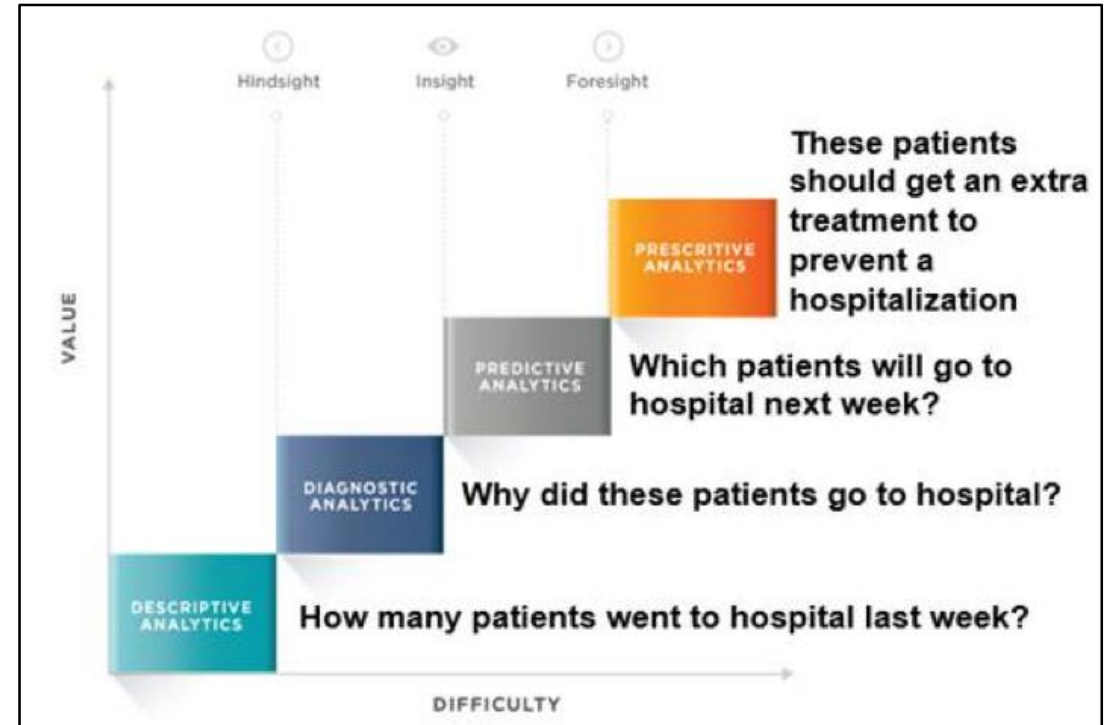 Hindsight
Insight
Foresight
These patients
should get an extra
treatment to
prevent a
hospitalization
PRESCRITIVE
ANALYTICS
VALUE
PREDICTIVE
ANALYTICS
Which patients will go to
hospital next week?
DIAGNOSTIC
ANALYTICS
Why did these patients go to hospital?
DESCRIPTIVE
ANALYTICS
How many patients went to hospital last week?
DIFFICULTY